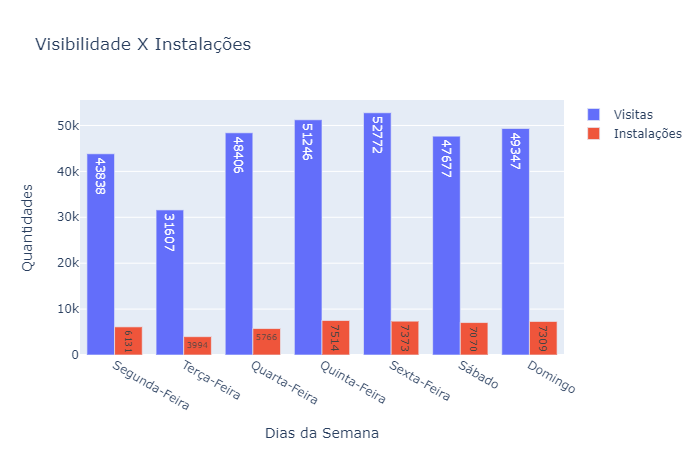 Visibilidade X Instalações
Visitas
Instalações
Quantidades
50k
40k
30k
20k
10k
0
43838
31607
48406
51246
52772
47677
49347
6131
3994
5766
7514
7373
7070
7309
Segunda-Feira
Terça-Feira
Quarta-Feira
Quinta-Feira
Sexta-Feira
Sábado
Domingo
Dias da Semana